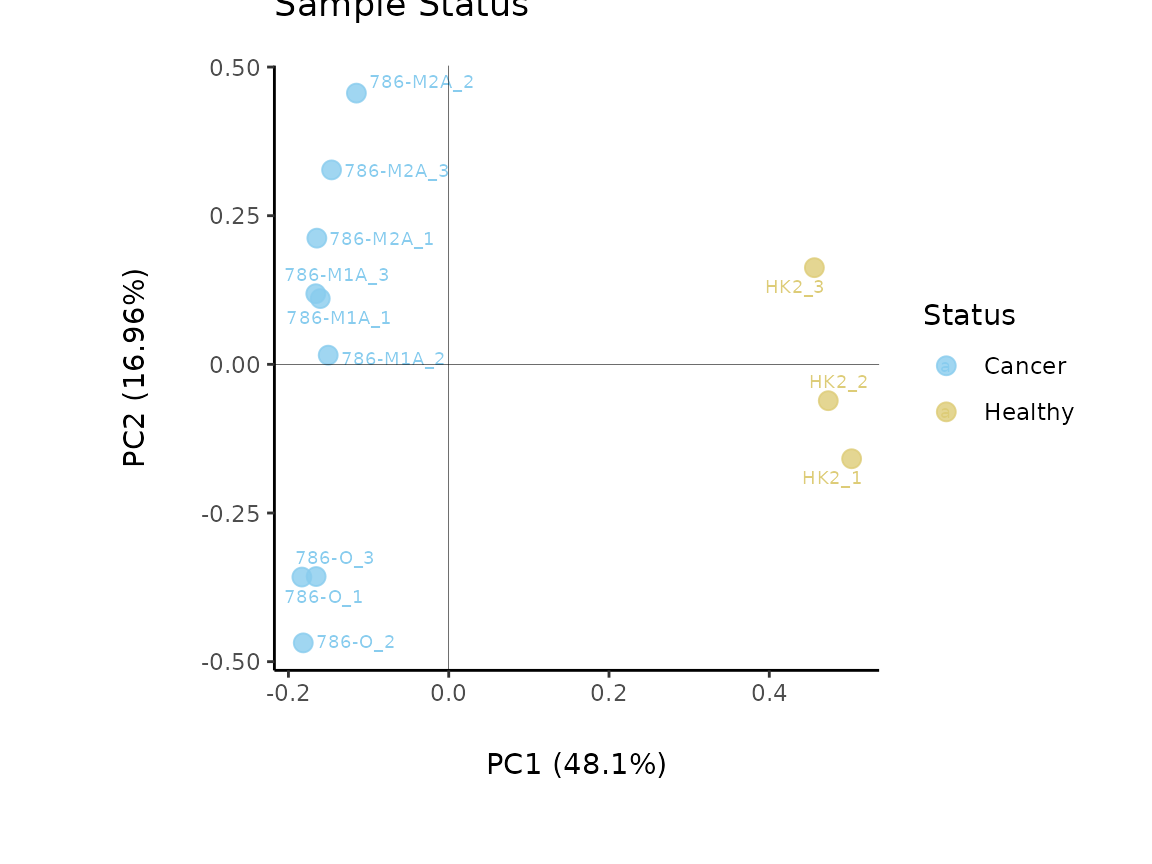 Sample Status
0.50
0.25
0.00
-0.25
-0.50
PC2 (16.96%)
786-M2A_2
786-M2A_3
786-M2A_1
786-M1A_3
786-M1A_1
786-M1A_2
HK2_3
HK2_2
HK2_1
786-O_3
786-O_1
786-O_2
-0.2
0.0
0.2
0.4
PC1 (48.1%)
Status
a Cancer
a Healthy